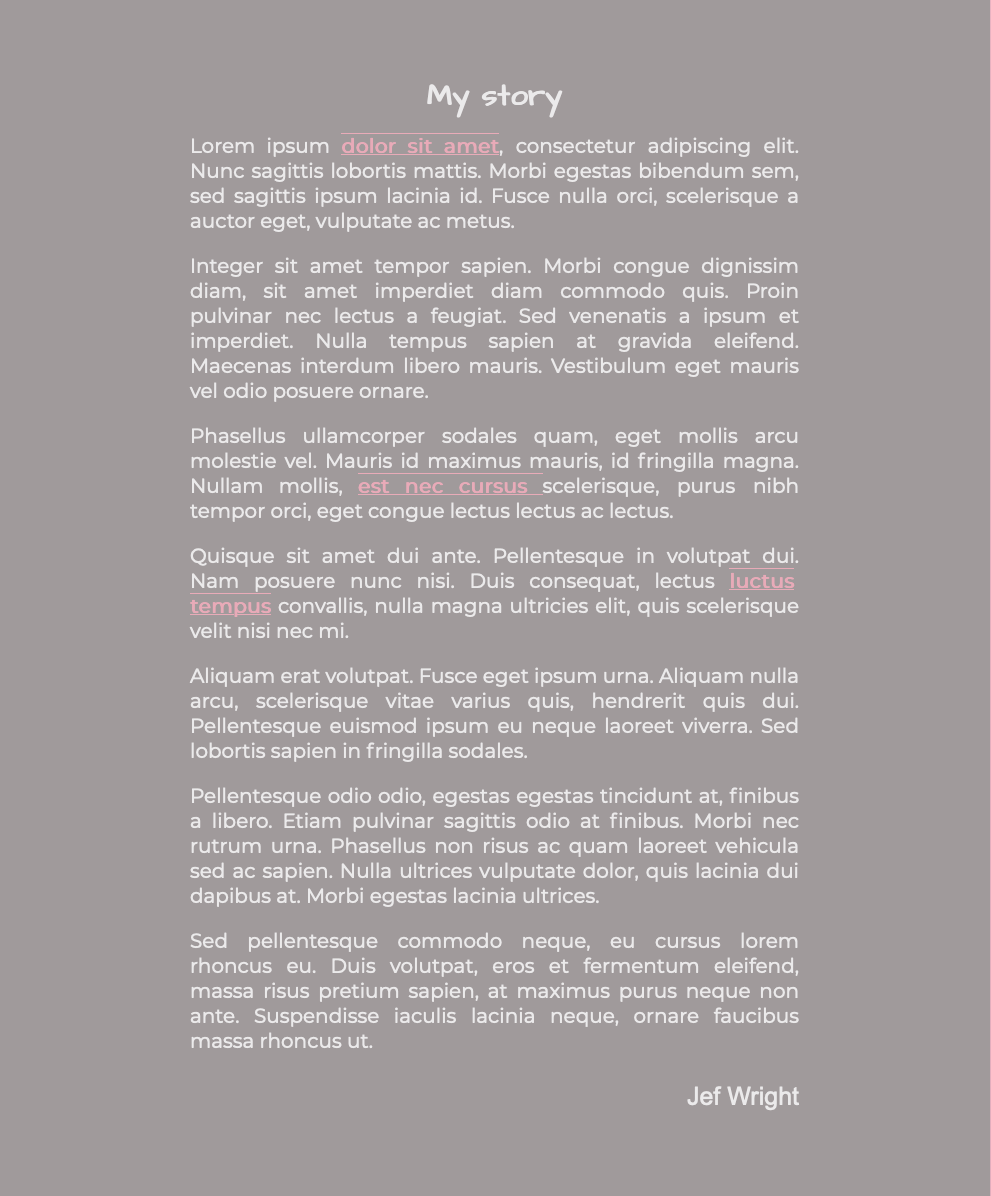 My story
Lorem ipsum dolor sit amet, consectetur adipiscing elit.
Nunc sagittis lobortis mattis. Morbi egestas bibendum sem,
sed sagittis ipsum lacinia id. Fusce nulla orci, scelerisque a
auctor eget, vulputate ac metus.
Integer sit amet tempor sapien. Morbi congue dignissim
diam, sit amet imperdiet diam commodo quis. Proin
pulvinar nec lectus a feugiat. Sed venenatis a ipsum et
imperdiet. Nulla tempus sapien at gravida eleifend.
Maecenas interdum libero mauris. Vestibulum eget mauris
vel odio posuere ornare.
Phasellus ullamcorper sodales quam, eget mollis arcu
molestie vel. Mauris id maximus mauris, id fringilla magna.
Nullam mollis, est nec cursus scelerisque, purus nibh
tempor orci, eget congue lectus lectus ac lectus.
Quisque sit amet dui ante. Pellentesque in volutpat dui.
Nam posuere nunc nisi. Duis consequat, lectus luctus
tempus convallis, nulla magna ultricies elit, quis scelerisque
velit nisi nec mi.
Aliquam erat volutpat. Fusce eget ipsum urna. Aliquam nulla
arcu, scelerisque vitae varius quis, hendrerit quis dui.
Pellentesque euismod ipsum eu neque laoreet viverra. Sed
lobortis sapien in fringilla sodales.
Pellentesque odio odio, egestas egestas tincidunt at, finibus
a libero. Etiam pulvinar sagittis odio at finibus. Morbi nec
rutrum urna. Phasellus non risus ac quam laoreet vehicula
sed ac sapien. Nulla ultrices vulputate dolor, quis lacinia dui
dapibus at. Morbi egestas lacinia ultrices.
Sed pellentesque commodo neque, eu cursus lorem
rhoncus eu. Duis volutpat, eros et fermentum eleifend,
massa risus pretium sapien, at maximus purus neque non
ante. Suspendisse iaculis lacinia neque, ornare faucibus
massa rhoncus ut.
Jef Wright